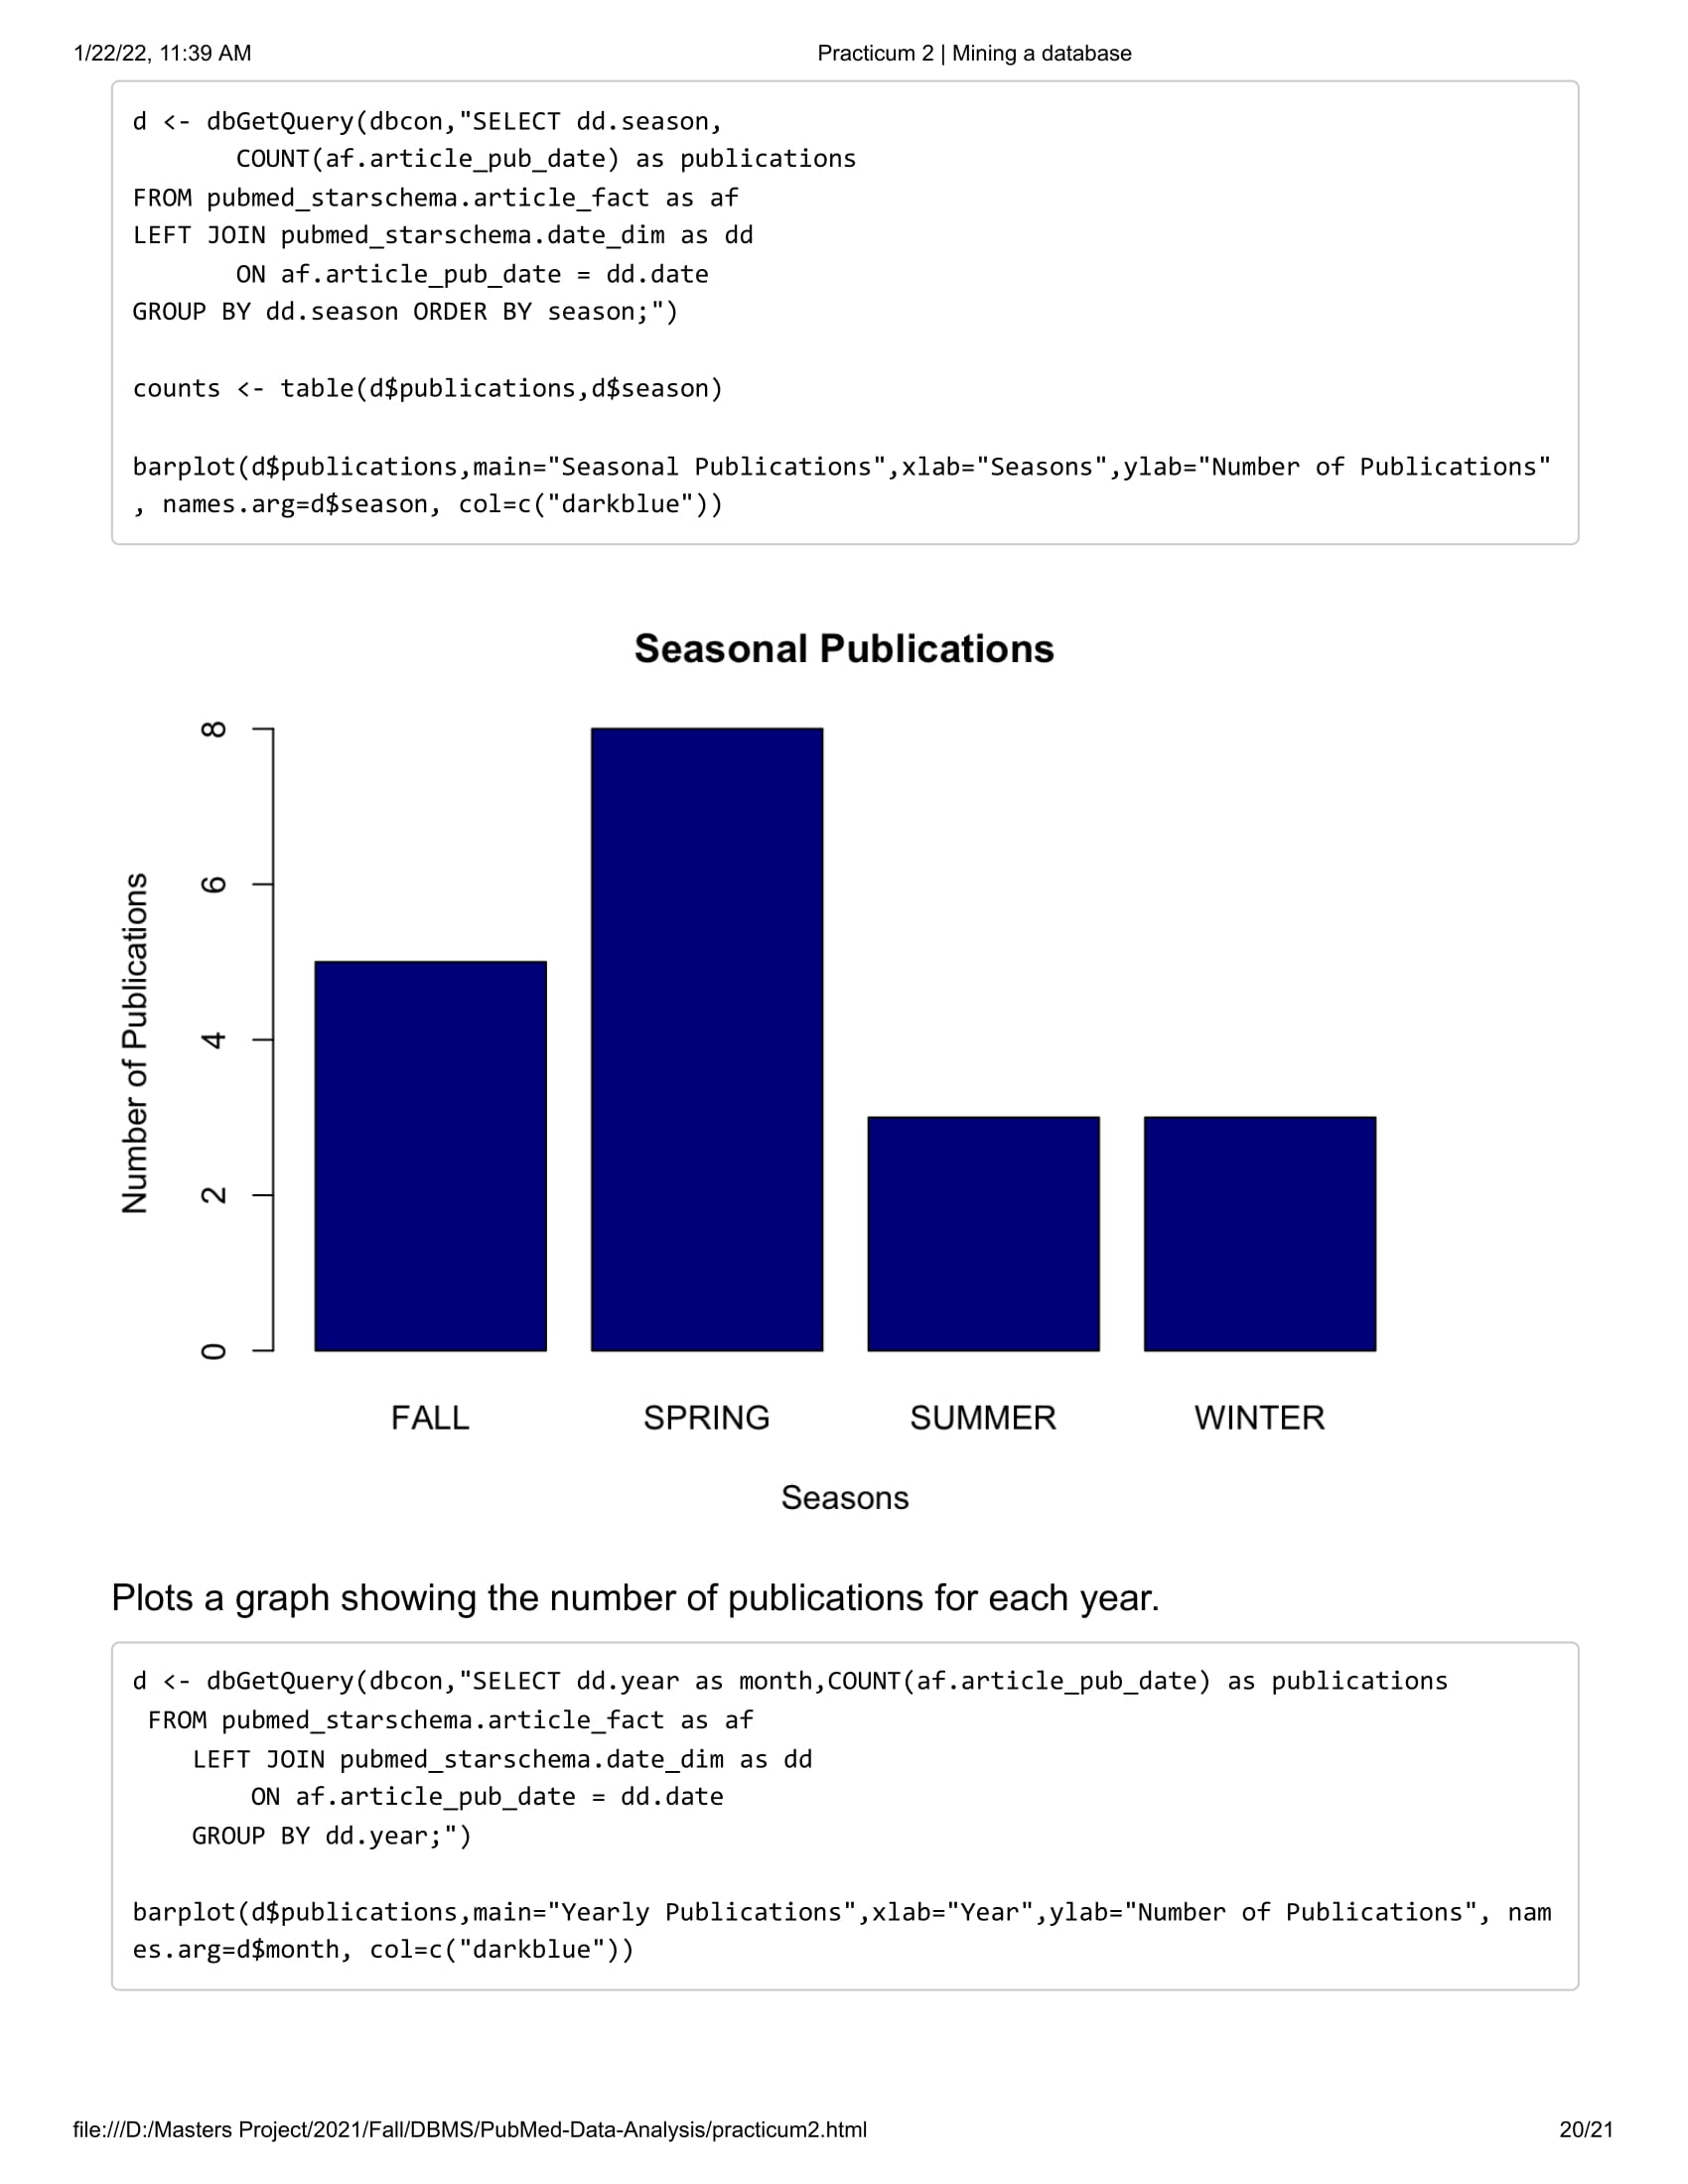 1/22/22, 11:39 AM Practicum 2 | Mining a database
d <- dbGetQuery(dbcon,"SELECT dd.season,
       COUNT(af.article_pub_date) as publications
FROM pubmed_starschema.article_fact as af
LEFT JOIN pubmed_starschema.date_dim as dd
       ON af.article_pub_date = dd.date
GROUP BY dd.season ORDER BY season;")
counts <- table(d$publications,d$season)
barplot(d$publications,main="Seasonal Publications",xlab="Seasons",ylab="Number of Publications"
, names.arg=d$season, col=c("darkblue"))
Seasonal Publications
Number of Publications
8
6
4
2
0
FALL SPRING SUMMER WINTER
Seasons
Plots a graph showing the number of publications for each year.
d <- dbGetQuery(dbcon,"SELECT dd.year as month,COUNT(af.article_pub_date) as publications
 FROM pubmed_starschema.article_fact as af
    LEFT JOIN pubmed_starschema.date_dim as dd
        ON af.article_pub_date = dd.date
    GROUP BY dd.year;")
barplot(d$publications,main="Yearly Publications",xlab="Year",ylab="Number of Publications", nam
es.arg=d$month, col=c("darkblue"))
file:///D:/Masters Project/2021/Fall/DBMS/PubMed-Data-Analysis/practicum2.html 20/21